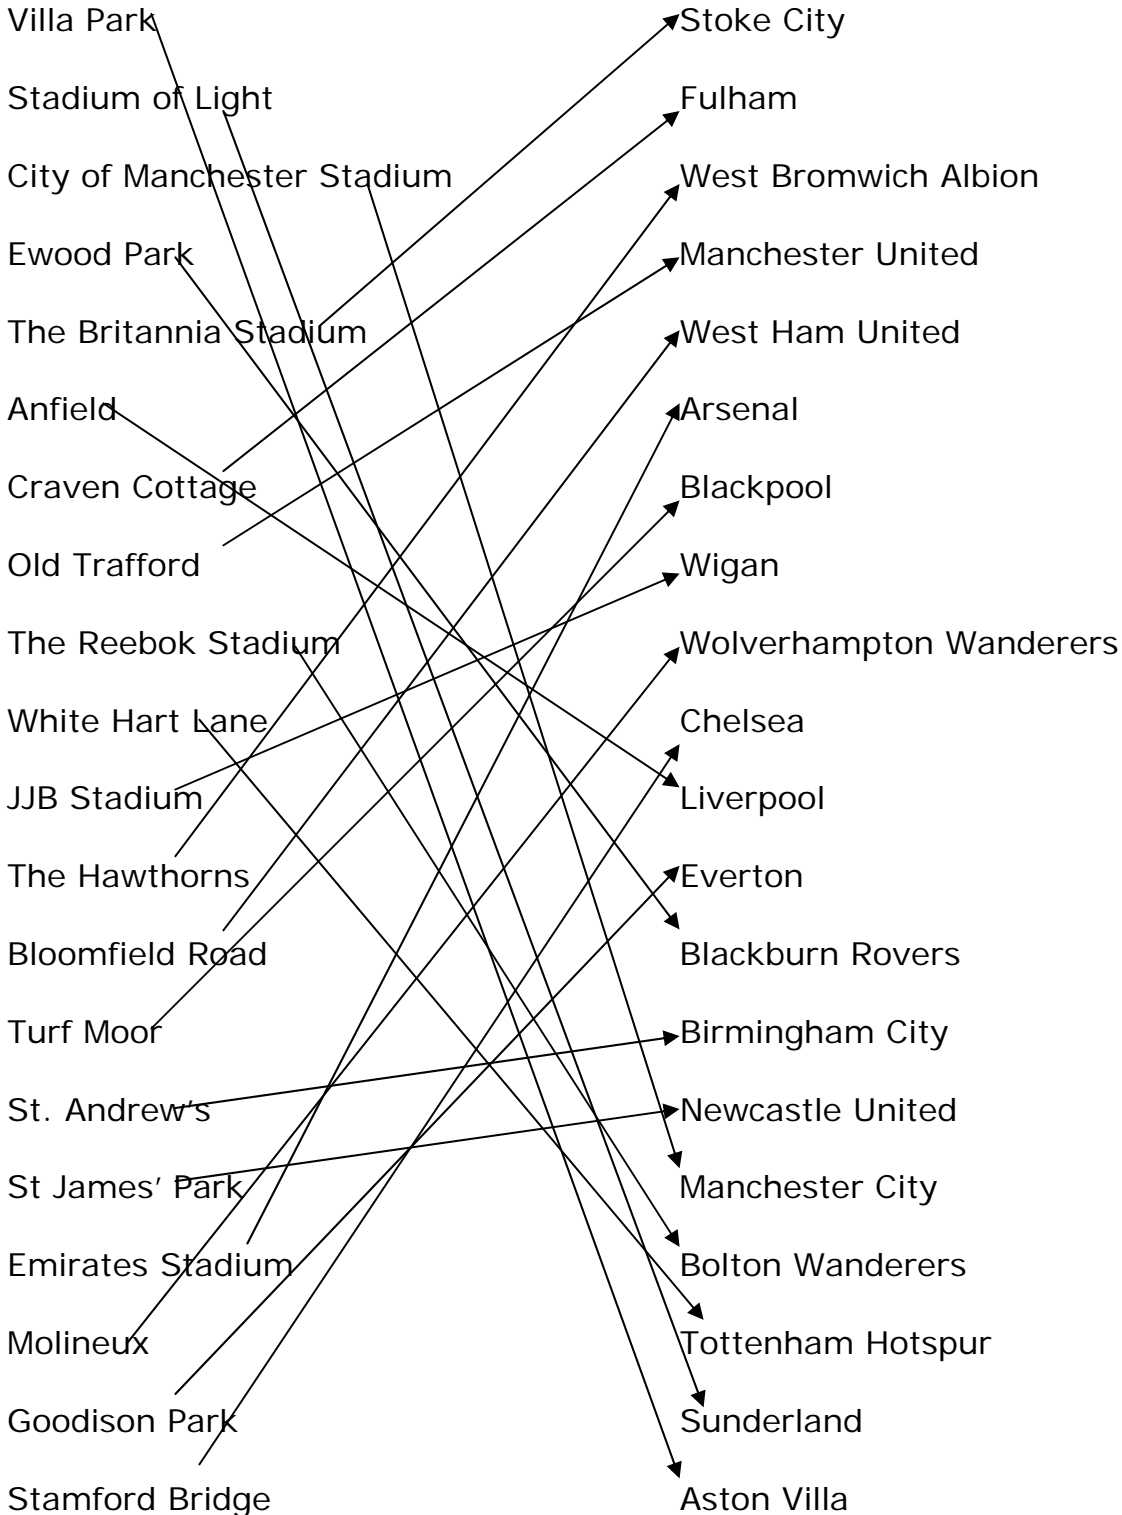 Villa Park Stoke City
Stadium of Light Fulham
City of Manchester Stadium West Bromwich Albion
Ewood Park Manchester United
The Britannia Stadium West Ham United
Anfield Arsenal
Craven Cottage Blackpool
Old Trafford Wigan
The Reebok Stadium Wolverhampton Wanderers
White Hart Lane Chelsea
JJB Stadium Liverpool
The Hawthorns Everton
Bloomfield Road Blackburn Rovers
Turf Moor Birmingham City
St. Andrew’s Newcastle United
St James’ Park Manchester City
Emirates Stadium Bolton Wanderers
Molineux Tottenham Hotspur
Goodison Park Sunderland
Stamford Bridge Aston Villa